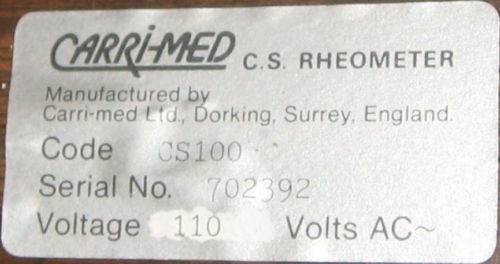 CARRi-MED C.S. RHEOMETER
Manufactured by
Carri-med Ltd., Dorking, Surrey, England.
Code CS100
Serial No. 702392
Voltage 110 Volts AC~